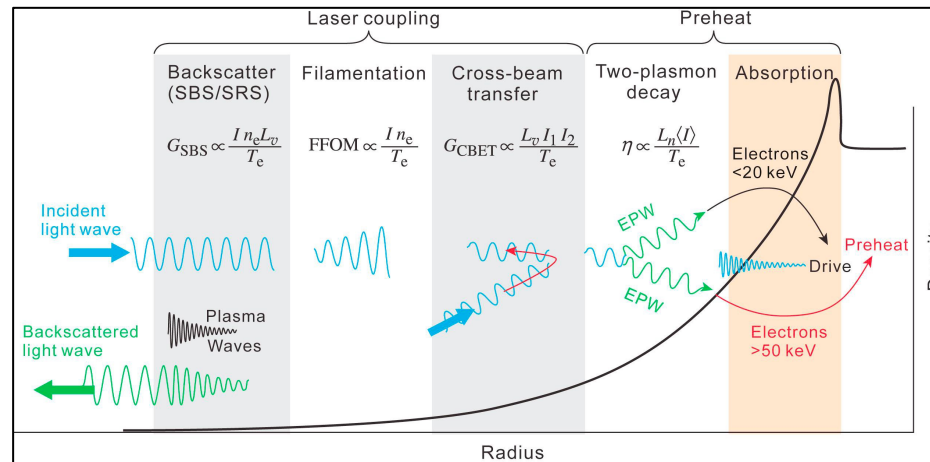 Laser coupling
Preheat
Backscatter
(SBS/SRS)
Filamentation
Cross-beam
transfer
Two-plasmon
decay
Absorption
G_SBS ∝ I n_e L_v / T_e
FFOM ∝ I n_e / T_e
G_CBET ∝ L_v I_1 I_2 / T_e
η ∝ L_n⟨I⟩ / T_e
Electrons
<20 keV
Incident
light wave
EPW
EPW
Preheat
Drive
Plasma
Waves
Backscattered
light wave
Electrons
>50 keV
Radius